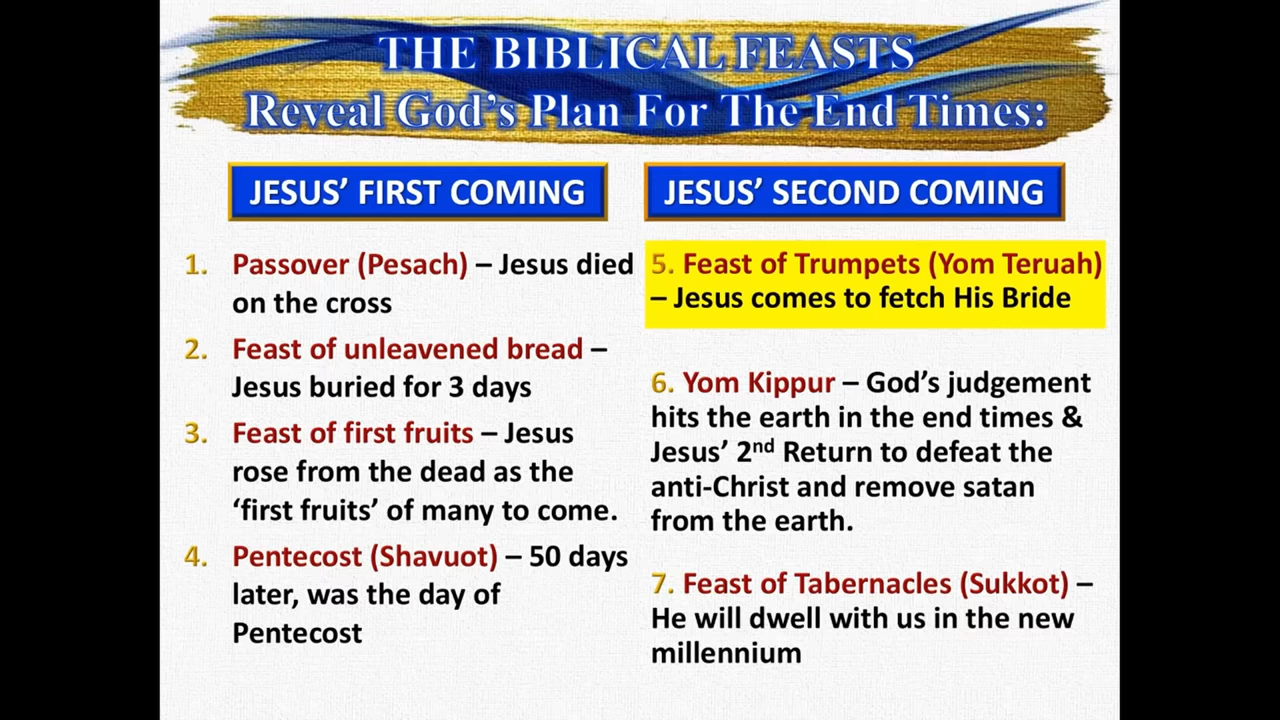 THE BIBLICAL FEASTS
Reveal God's Plan For The End Times:
JESUS' FIRST COMING
1. Passover (Pesach) – Jesus died
on the cross
2. Feast of unleavened bread –
Jesus buried for 3 days
3. Feast of first fruits – Jesus
rose from the dead as the
'first fruits' of many to come.
4. Pentecost (Shavuot) – 50 days
later, was the day of
Pentecost
JESUS' SECOND COMING
5. Feast of Trumpets (Yom Teruah)
– Jesus comes to fetch His Bride
6. Yom Kippur – God's judgement
hits the earth in the end times &
Jesus' 2nd Return to defeat the
anti-Christ and remove satan
from the earth.
7. Feast of Tabernacles (Sukkot) –
He will dwell with us in the new
millennium